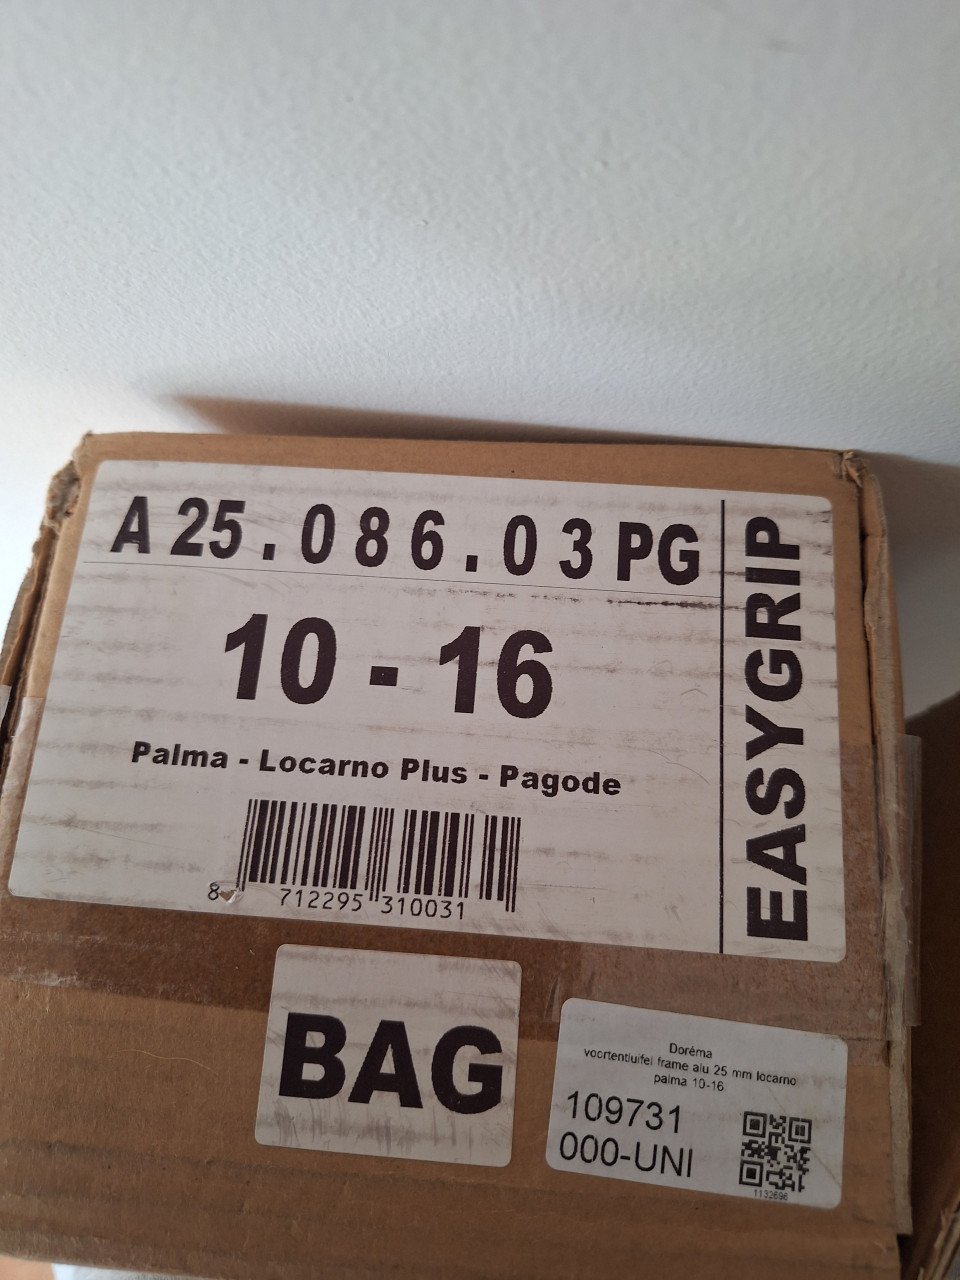 A 25.086.03 PG
10 - 16
Palma - Locarno Plus - Pagode
8 712295 310031
EASYGRIP
BAG
Doréma
voortentluifel frame alu 25 mm locarno
palma 10-16
109731
000-UNI
1132696